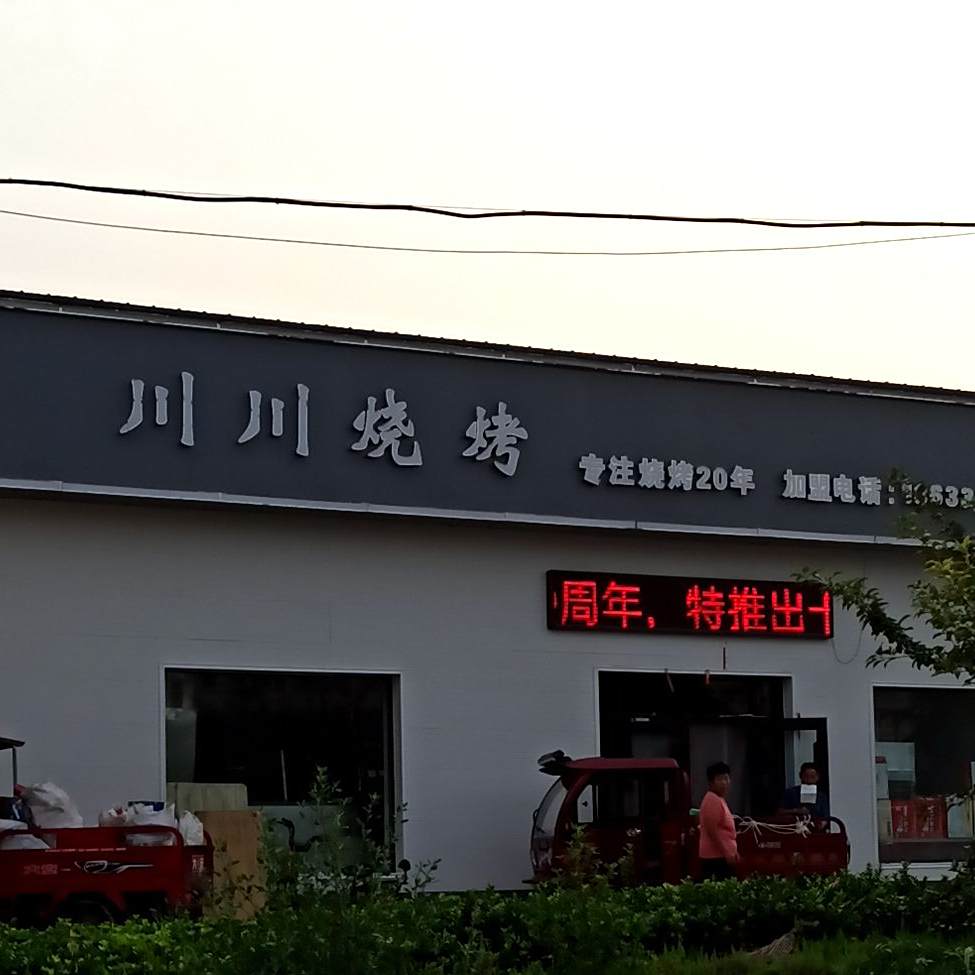 川川烧烤
专注烧烤20年 加盟电话：
周年，特推出